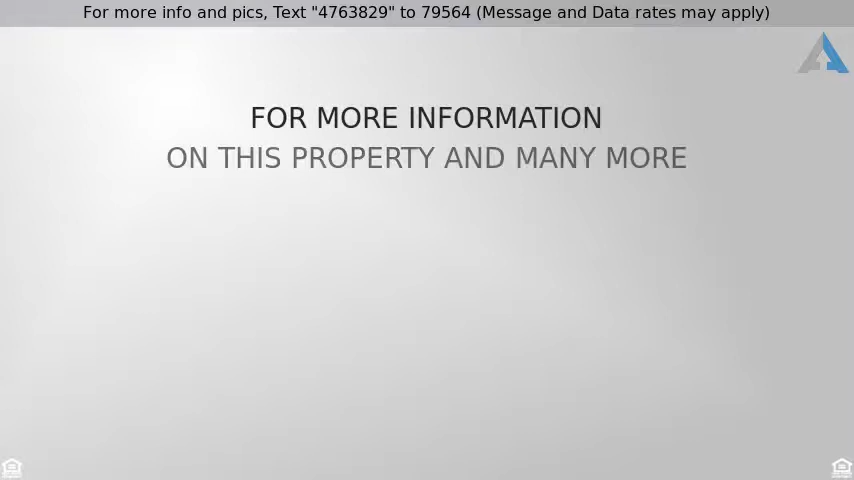 For more info and pics, Text "4763829" to 79564 (Message and Data rates may apply)
FOR MORE INFORMATION
ON THIS PROPERTY AND MANY MORE